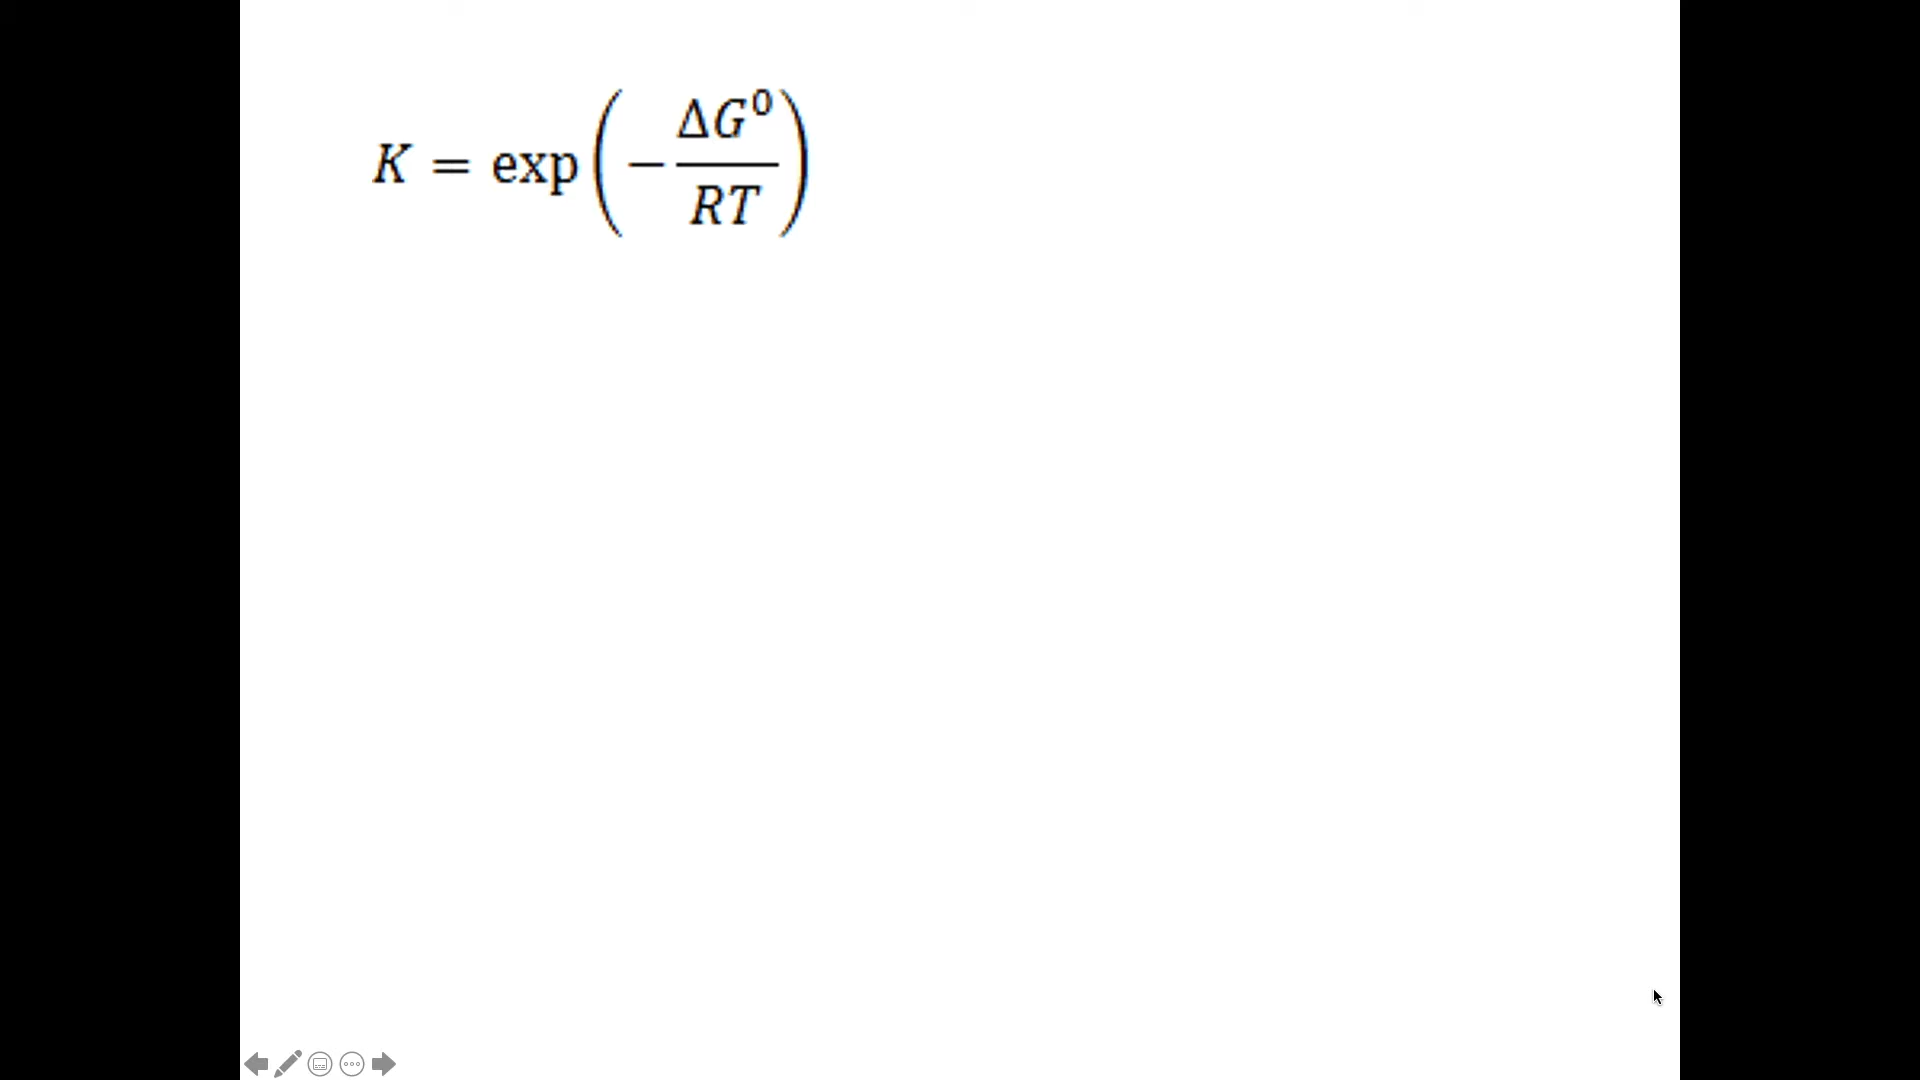 K = exp(−ΔG⁰/RT)